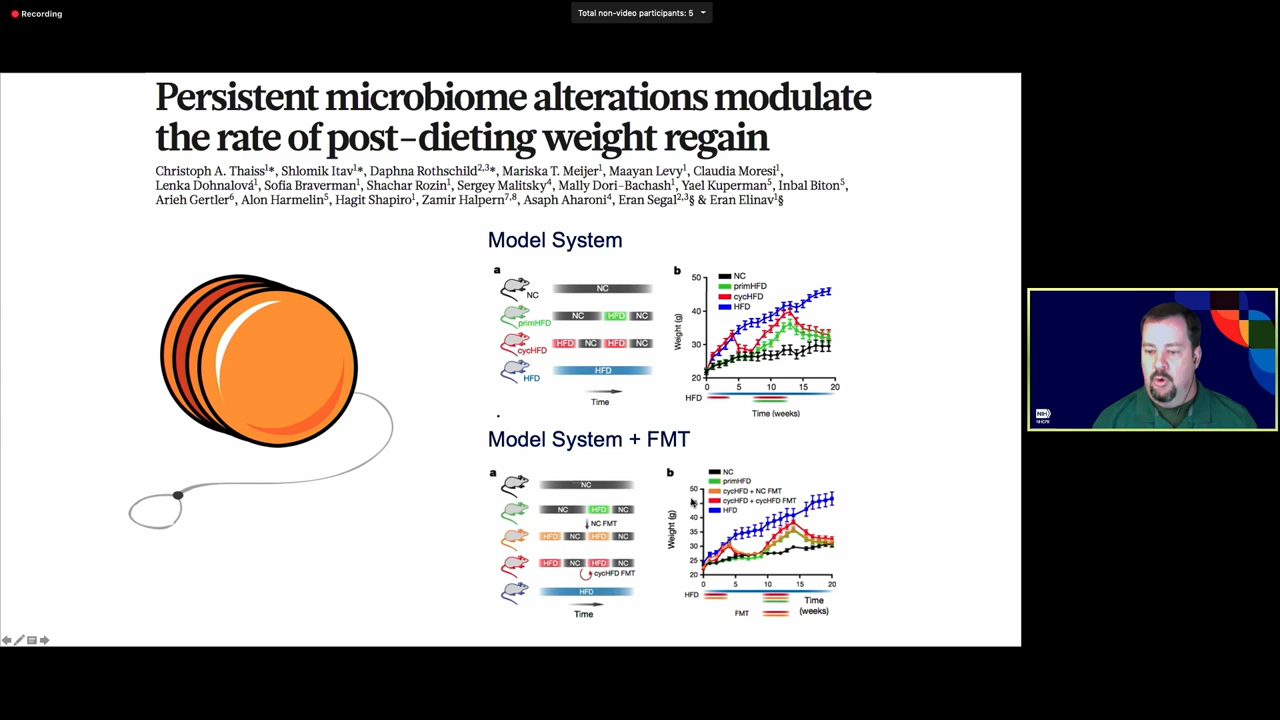 Recording
Total non-video participants: 5
Persistent microbiome alterations modulate
the rate of post-dieting weight regain
Christoph A. Thaiss1*, Shlomik Itav1*, Daphna Rothschild2,3*, Mariska T. Meijer1, Maayan Levy1, Claudia Moresi1,
Lenka Dohnalová1, Sofia Braverman1, Shachar Rozin1, Sergey Malitsky4, Mally Dori-Bachash1, Yael Kuperman5, Inbal Biton5,
Arieh Gertler6, Alon Harmelin5, Hagit Shapiro1, Zamir Halpern7,8, Asaph Aharoni4, Eran Segal2,3§ & Eran Elinav1§
Model System
a
NC
NC
primHFD
NC HFD NC
cycHFD
HFD NC HFD NC
HFD
HFD
Time
b
NC
primHFD
cycHFD
HFD
Weight (g)
50
40
30
20
0 5 10 15 20
HFD
Time (weeks)
Model System + FMT
a
NC
NC HFD NC
NC FMT
HFD NC HFD NC
HFD NC HFD NC
cycHFD FMT
HFD
Time
b
NC
primHFD
cycHFD + NC FMT
cycHFD + cycHFD FMT
HFD
Weight (g)
50
45
40
35
30
25
20
0 5 10 15 20
HFD
Time
(weeks)
FMT
NIH